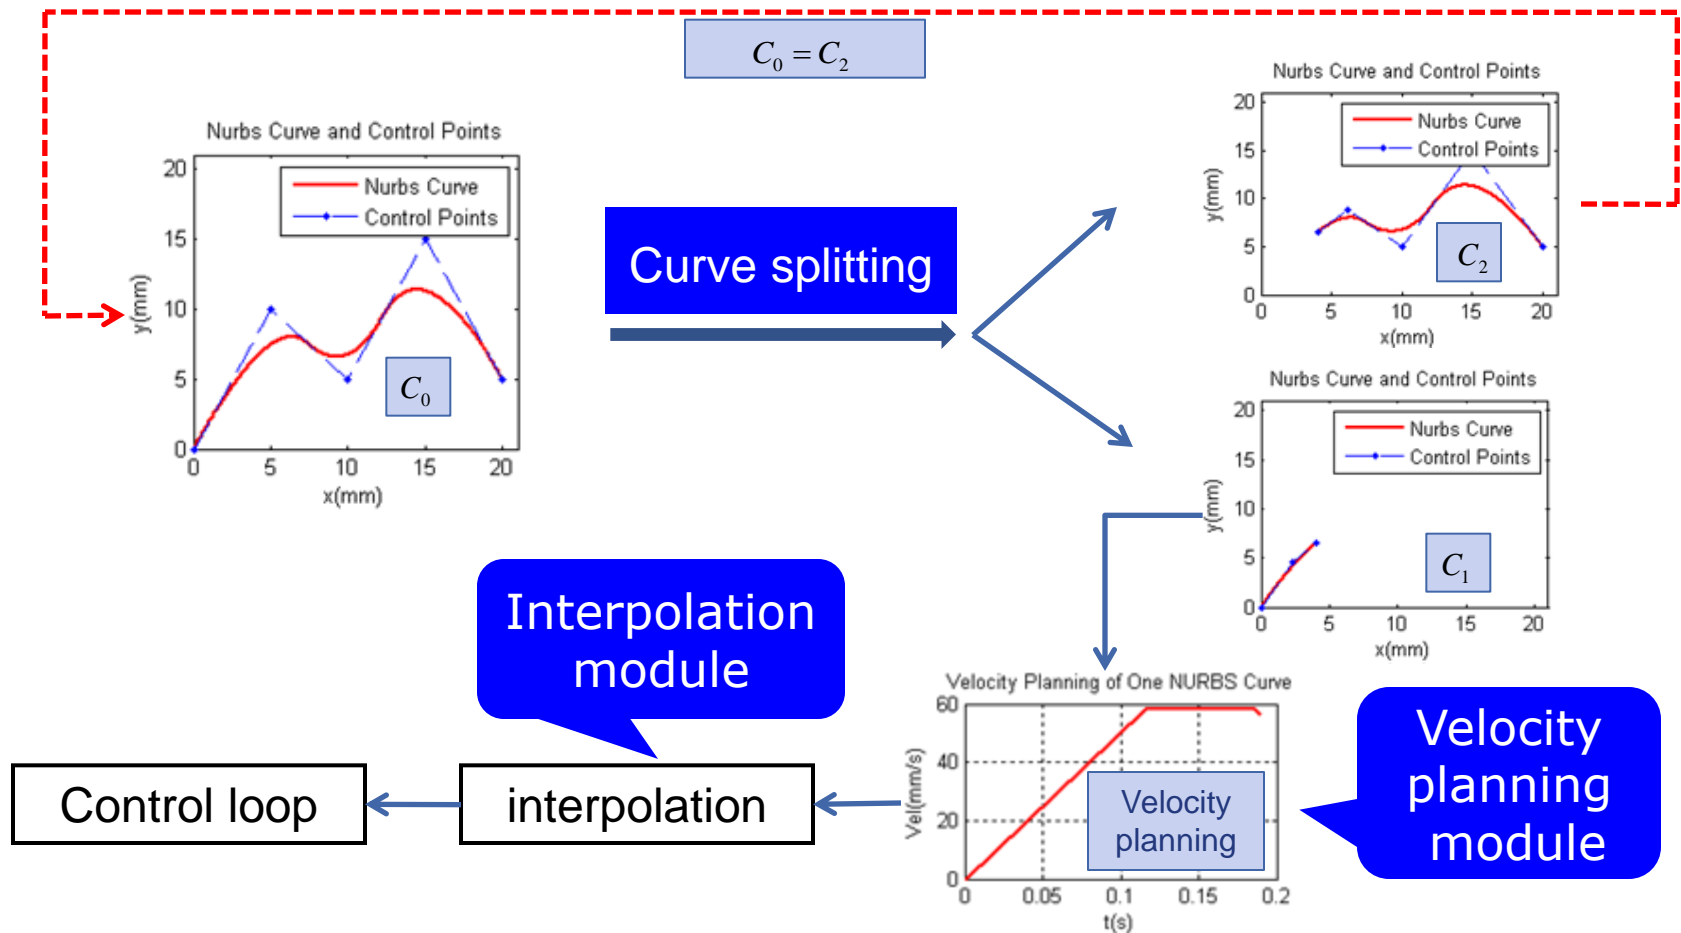 C0 = C2
Nurbs Curve and Control Points
20
15
10
5
0
y(mm)
Nurbs Curve
Control Points
C0
0 5 10 15 20
x(mm)
Curve splitting
Nurbs Curve and Control Points
20
15
10
5
0
y(mm)
Nurbs Curve
Control Points
C2
0 5 10 15 20
x(mm)
Nurbs Curve and Control Points
20
15
10
5
0
y(mm)
Nurbs Curve
Control Points
C1
0 5 10 15 20
x(mm)
Interpolation
module
Velocity Planning of One NURBS Curve
60
40
20
0
Vel(mm/s)
Velocity
planning
0 0.05 0.1 0.15 0.2
t(s)
Velocity
planning
module
Control loop
interpolation